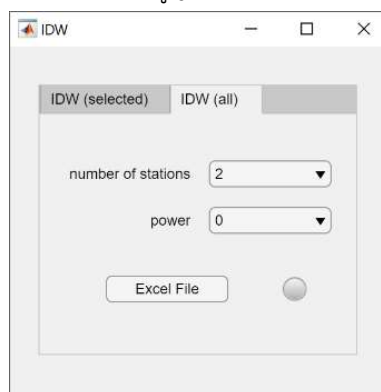 IDW
IDW (selected) IDW (all)
number of stations 2
power 0
Excel File